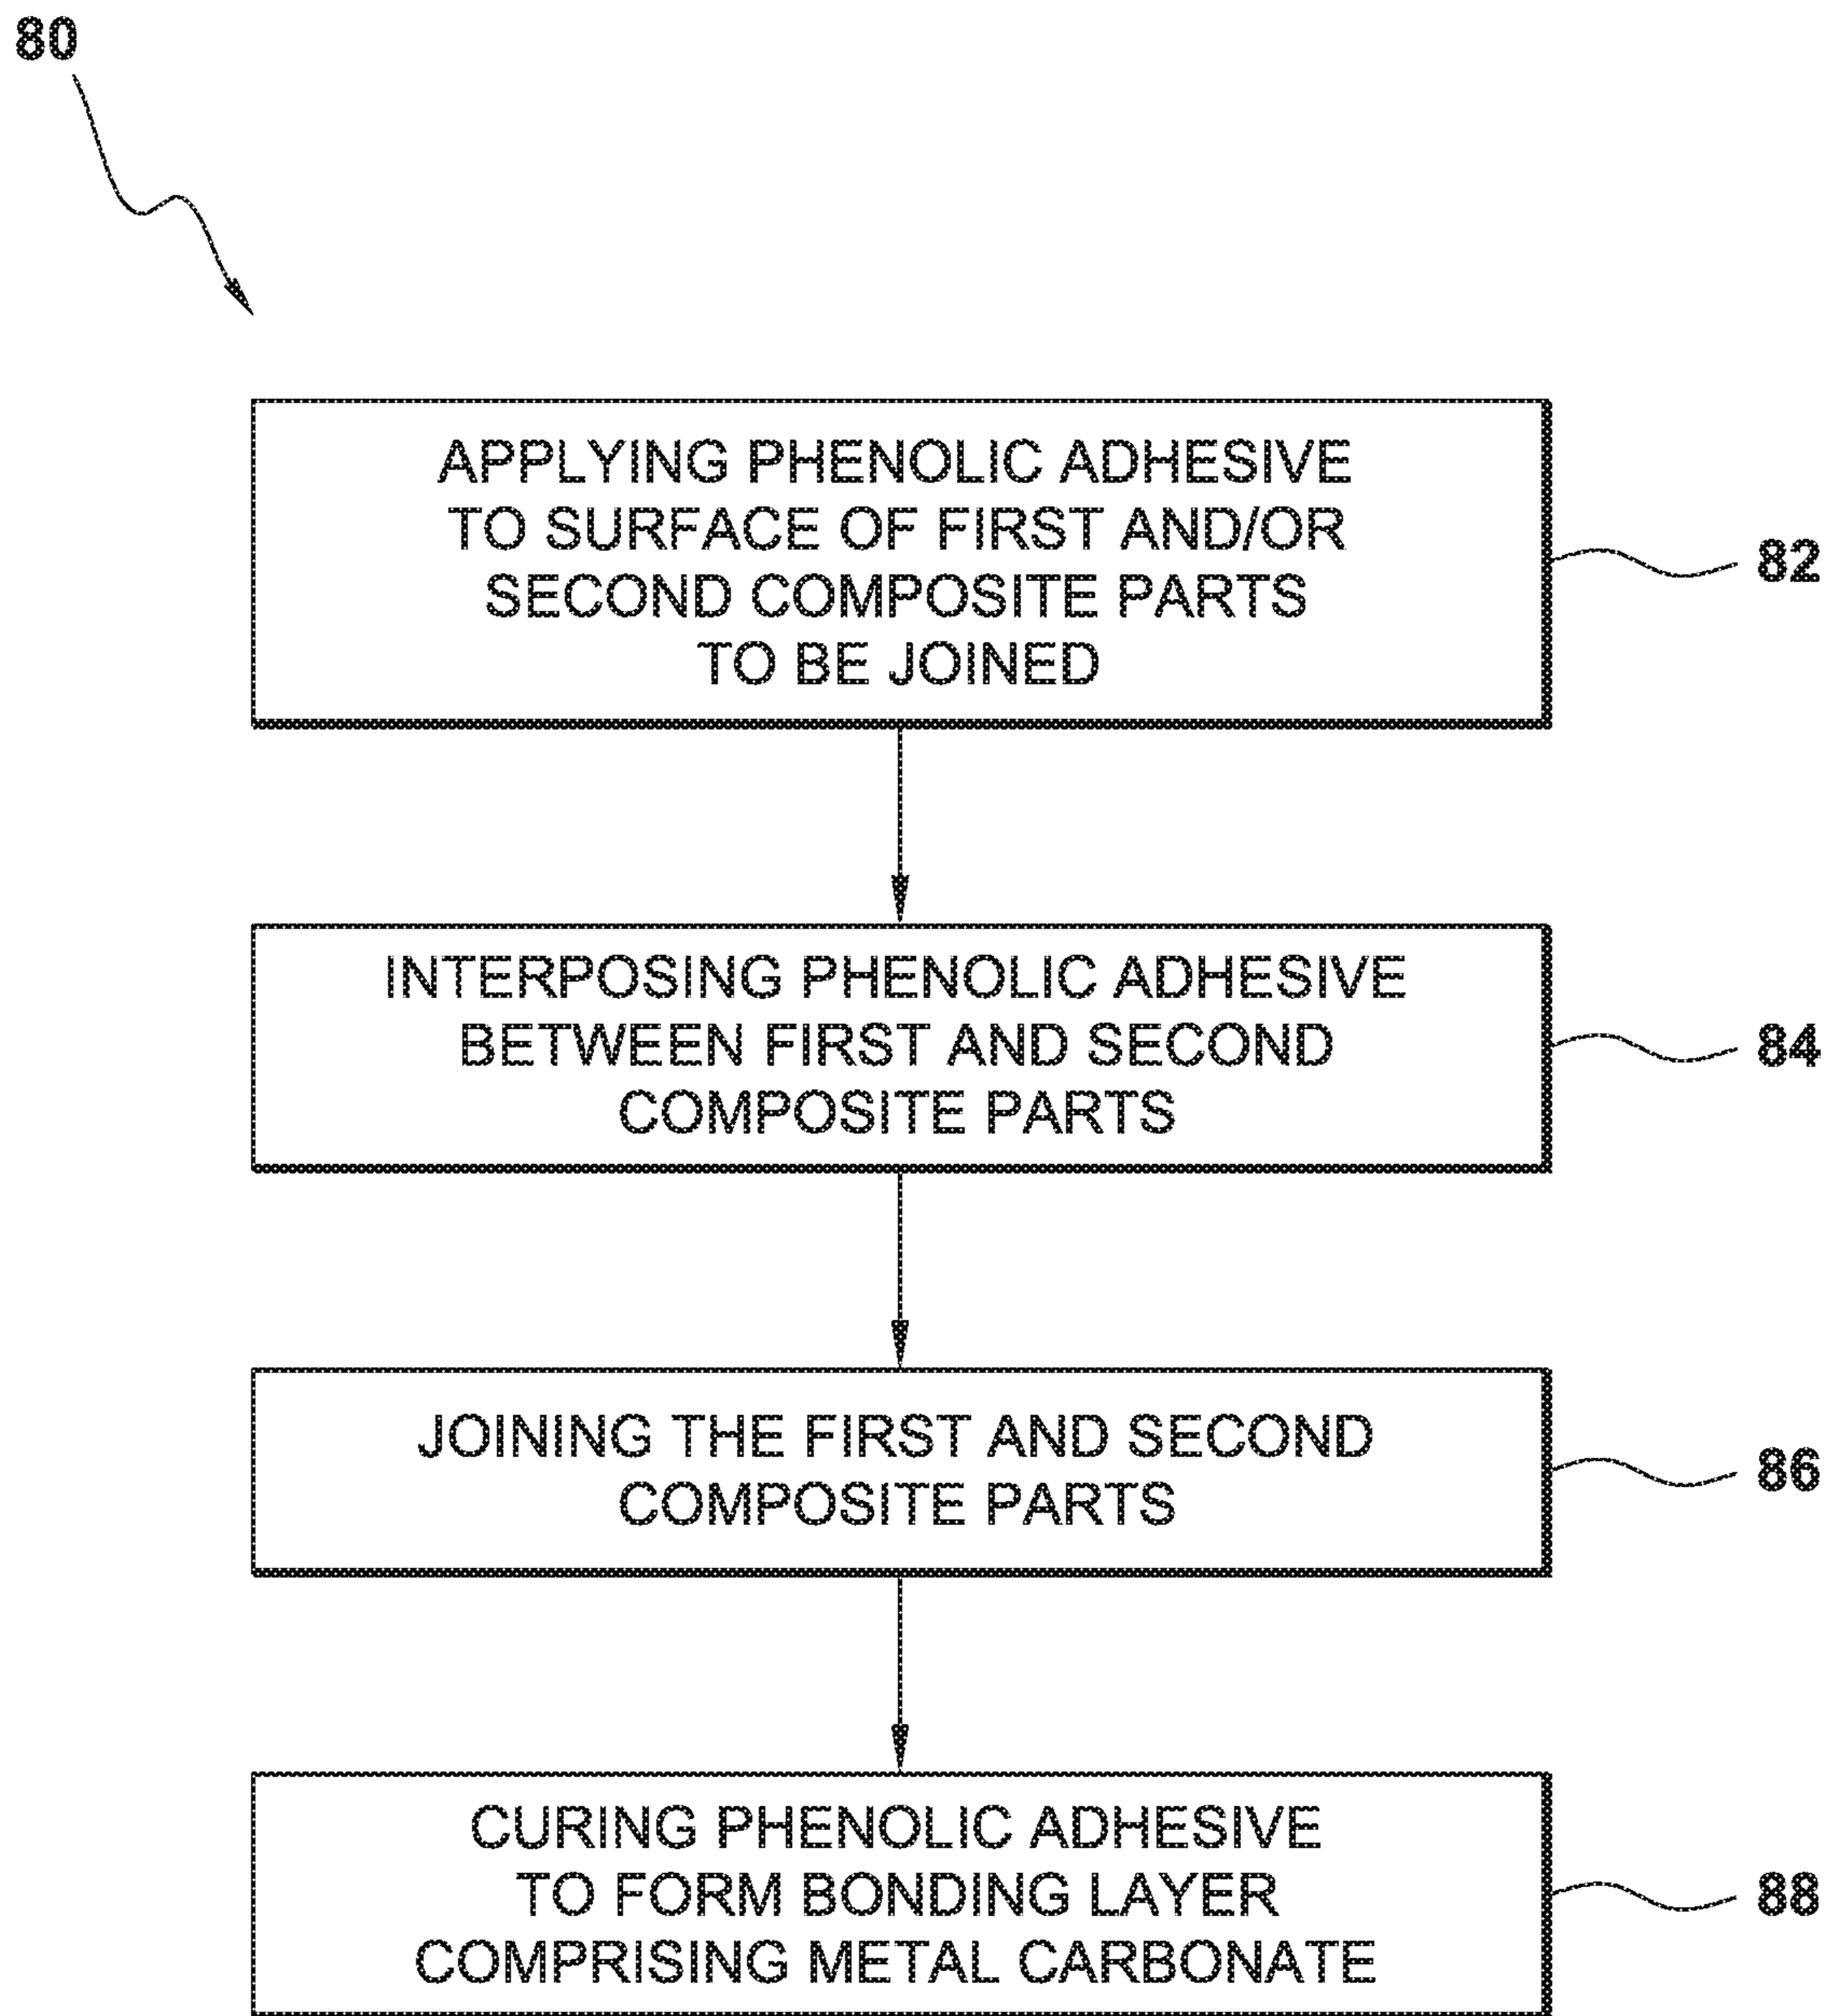 80
APPLYING PHENOLIC ADHESIVE
TO SURFACE OF FIRST AND/OR
SECOND COMPOSITE PARTS
TO BE JOINED
82
INTERPOSING PHENOLIC ADHESIVE
BETWEEN FIRST AND SECOND
COMPOSITE PARTS
84
JOINING THE FIRST AND SECOND
COMPOSITE PARTS
86
CURING PHENOLIC ADHESIVE
TO FORM BONDING LAYER
COMPRISING METAL CARBONATE
88